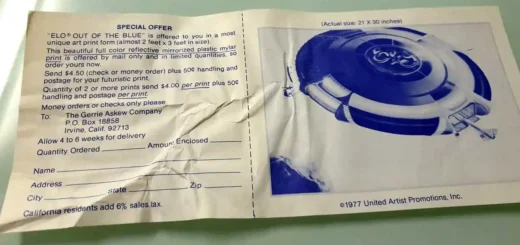 SPECIAL OFFER
"ELO® OUT OF THE BLUE" is offered to you in a most
unique art print form (almost 2 feet x 3 feet in size).
This beautiful full color reflective mirrored plastic mylar
print is offered by mail only and in limited quantities, so
order yours now.
Send $4.50 (check or money order) plus 50¢ handling and
postage for your futuristic print.
Quantity of 2 or more prints send $4.00 per print plus 50¢
handling and postage per print.
Money orders or checks only please
To: The Gerrie Askew Company
P.O. Box 18858
Irvine, Calif. 92713
Allow 4 to 6 weeks for delivery
Quantity Ordered Amount Enclosed
Name
Address
City State Zip
California residents add 6% sales tax.
(Actual size: 21 X 30 inches)
©1977 United Artist Promotions, Inc.